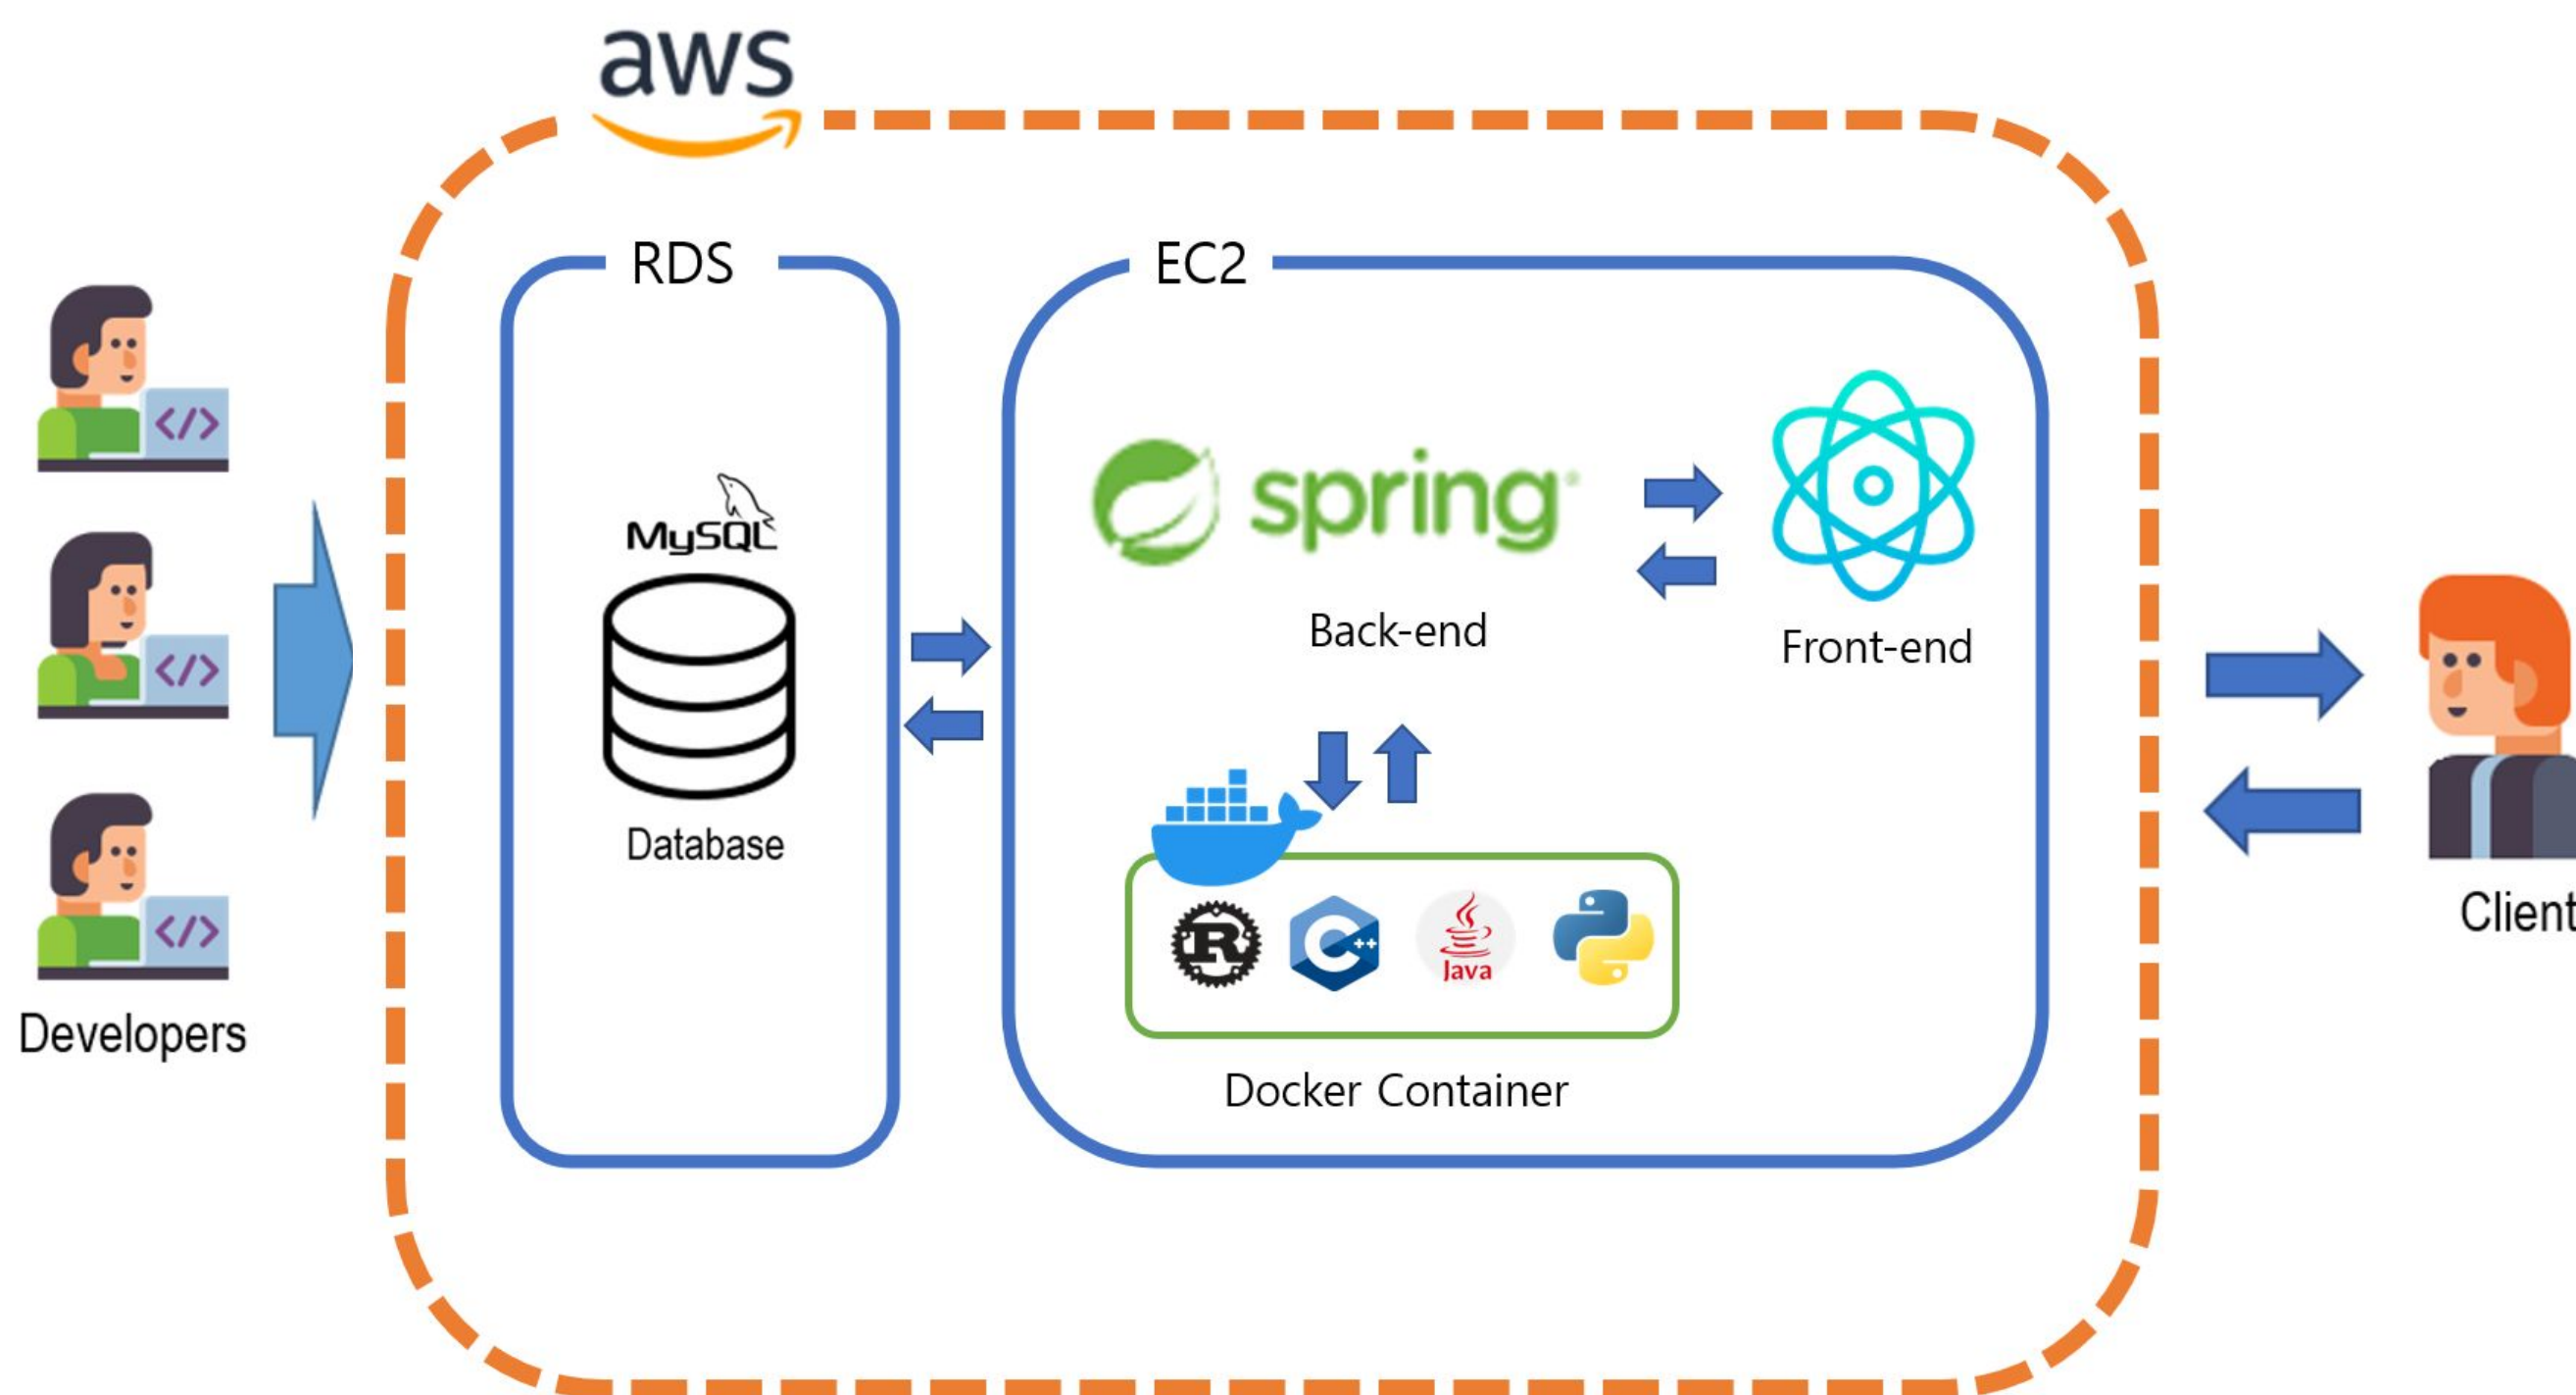 aws
RDS
EC2
MySQL
Database
spring
Back-end
Front-end
</>
</>
</>
Developers
R
C++
Java
Docker Container
Client